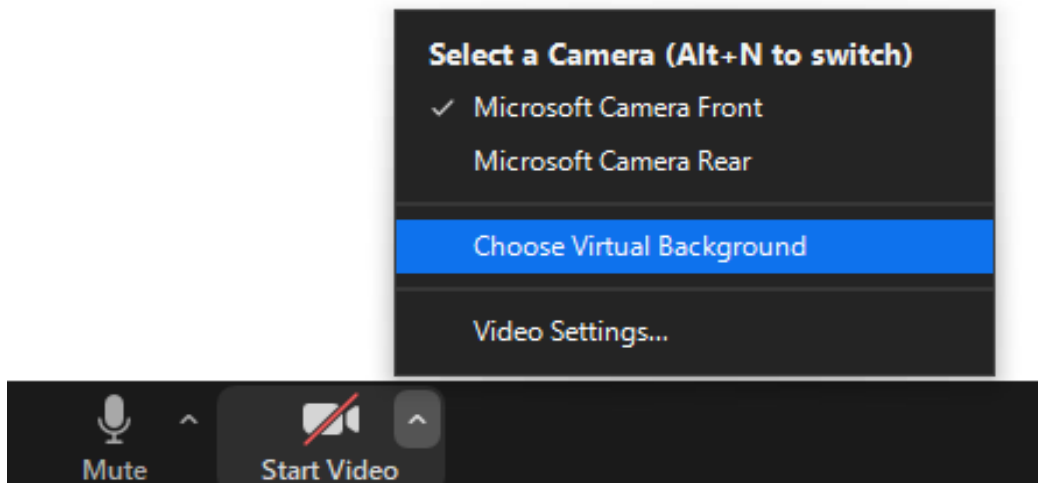 Select a Camera (Alt+N to switch)
Microsoft Camera Front
Microsoft Camera Rear
Choose Virtual Background
Video Settings...
Mute
Start Video